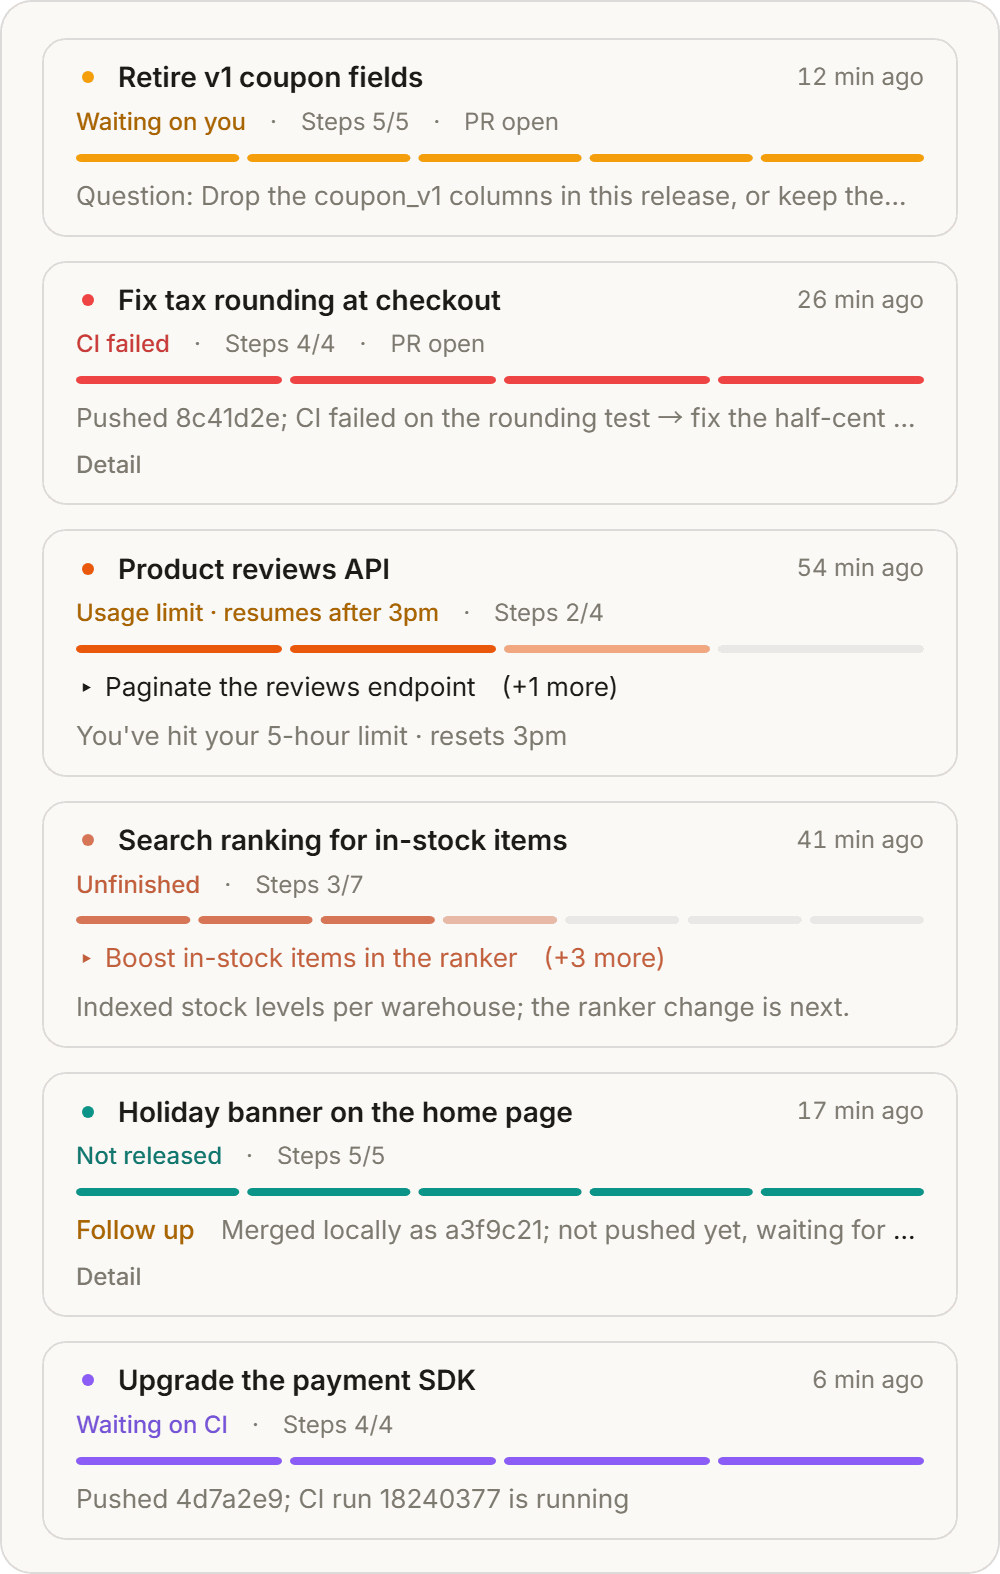 Retire v1 coupon fields 12 min ago
Waiting on you · Steps 5/5 · PR open
Question: Drop the coupon_v1 columns in this release, or keep the...
Fix tax rounding at checkout 26 min ago
CI failed · Steps 4/4 · PR open
Pushed 8c41d2e; CI failed on the rounding test → fix the half-cent ...
Detail
Product reviews API 54 min ago
Usage limit · resumes after 3pm · Steps 2/4
▸ Paginate the reviews endpoint (+1 more)
You've hit your 5-hour limit · resets 3pm
Search ranking for in-stock items 41 min ago
Unfinished · Steps 3/7
▸ Boost in-stock items in the ranker (+3 more)
Indexed stock levels per warehouse; the ranker change is next.
Holiday banner on the home page 17 min ago
Not released · Steps 5/5
Follow up Merged locally as a3f9c21; not pushed yet, waiting for ...
Detail
Upgrade the payment SDK 6 min ago
Waiting on CI · Steps 4/4
Pushed 4d7a2e9; CI run 18240377 is running